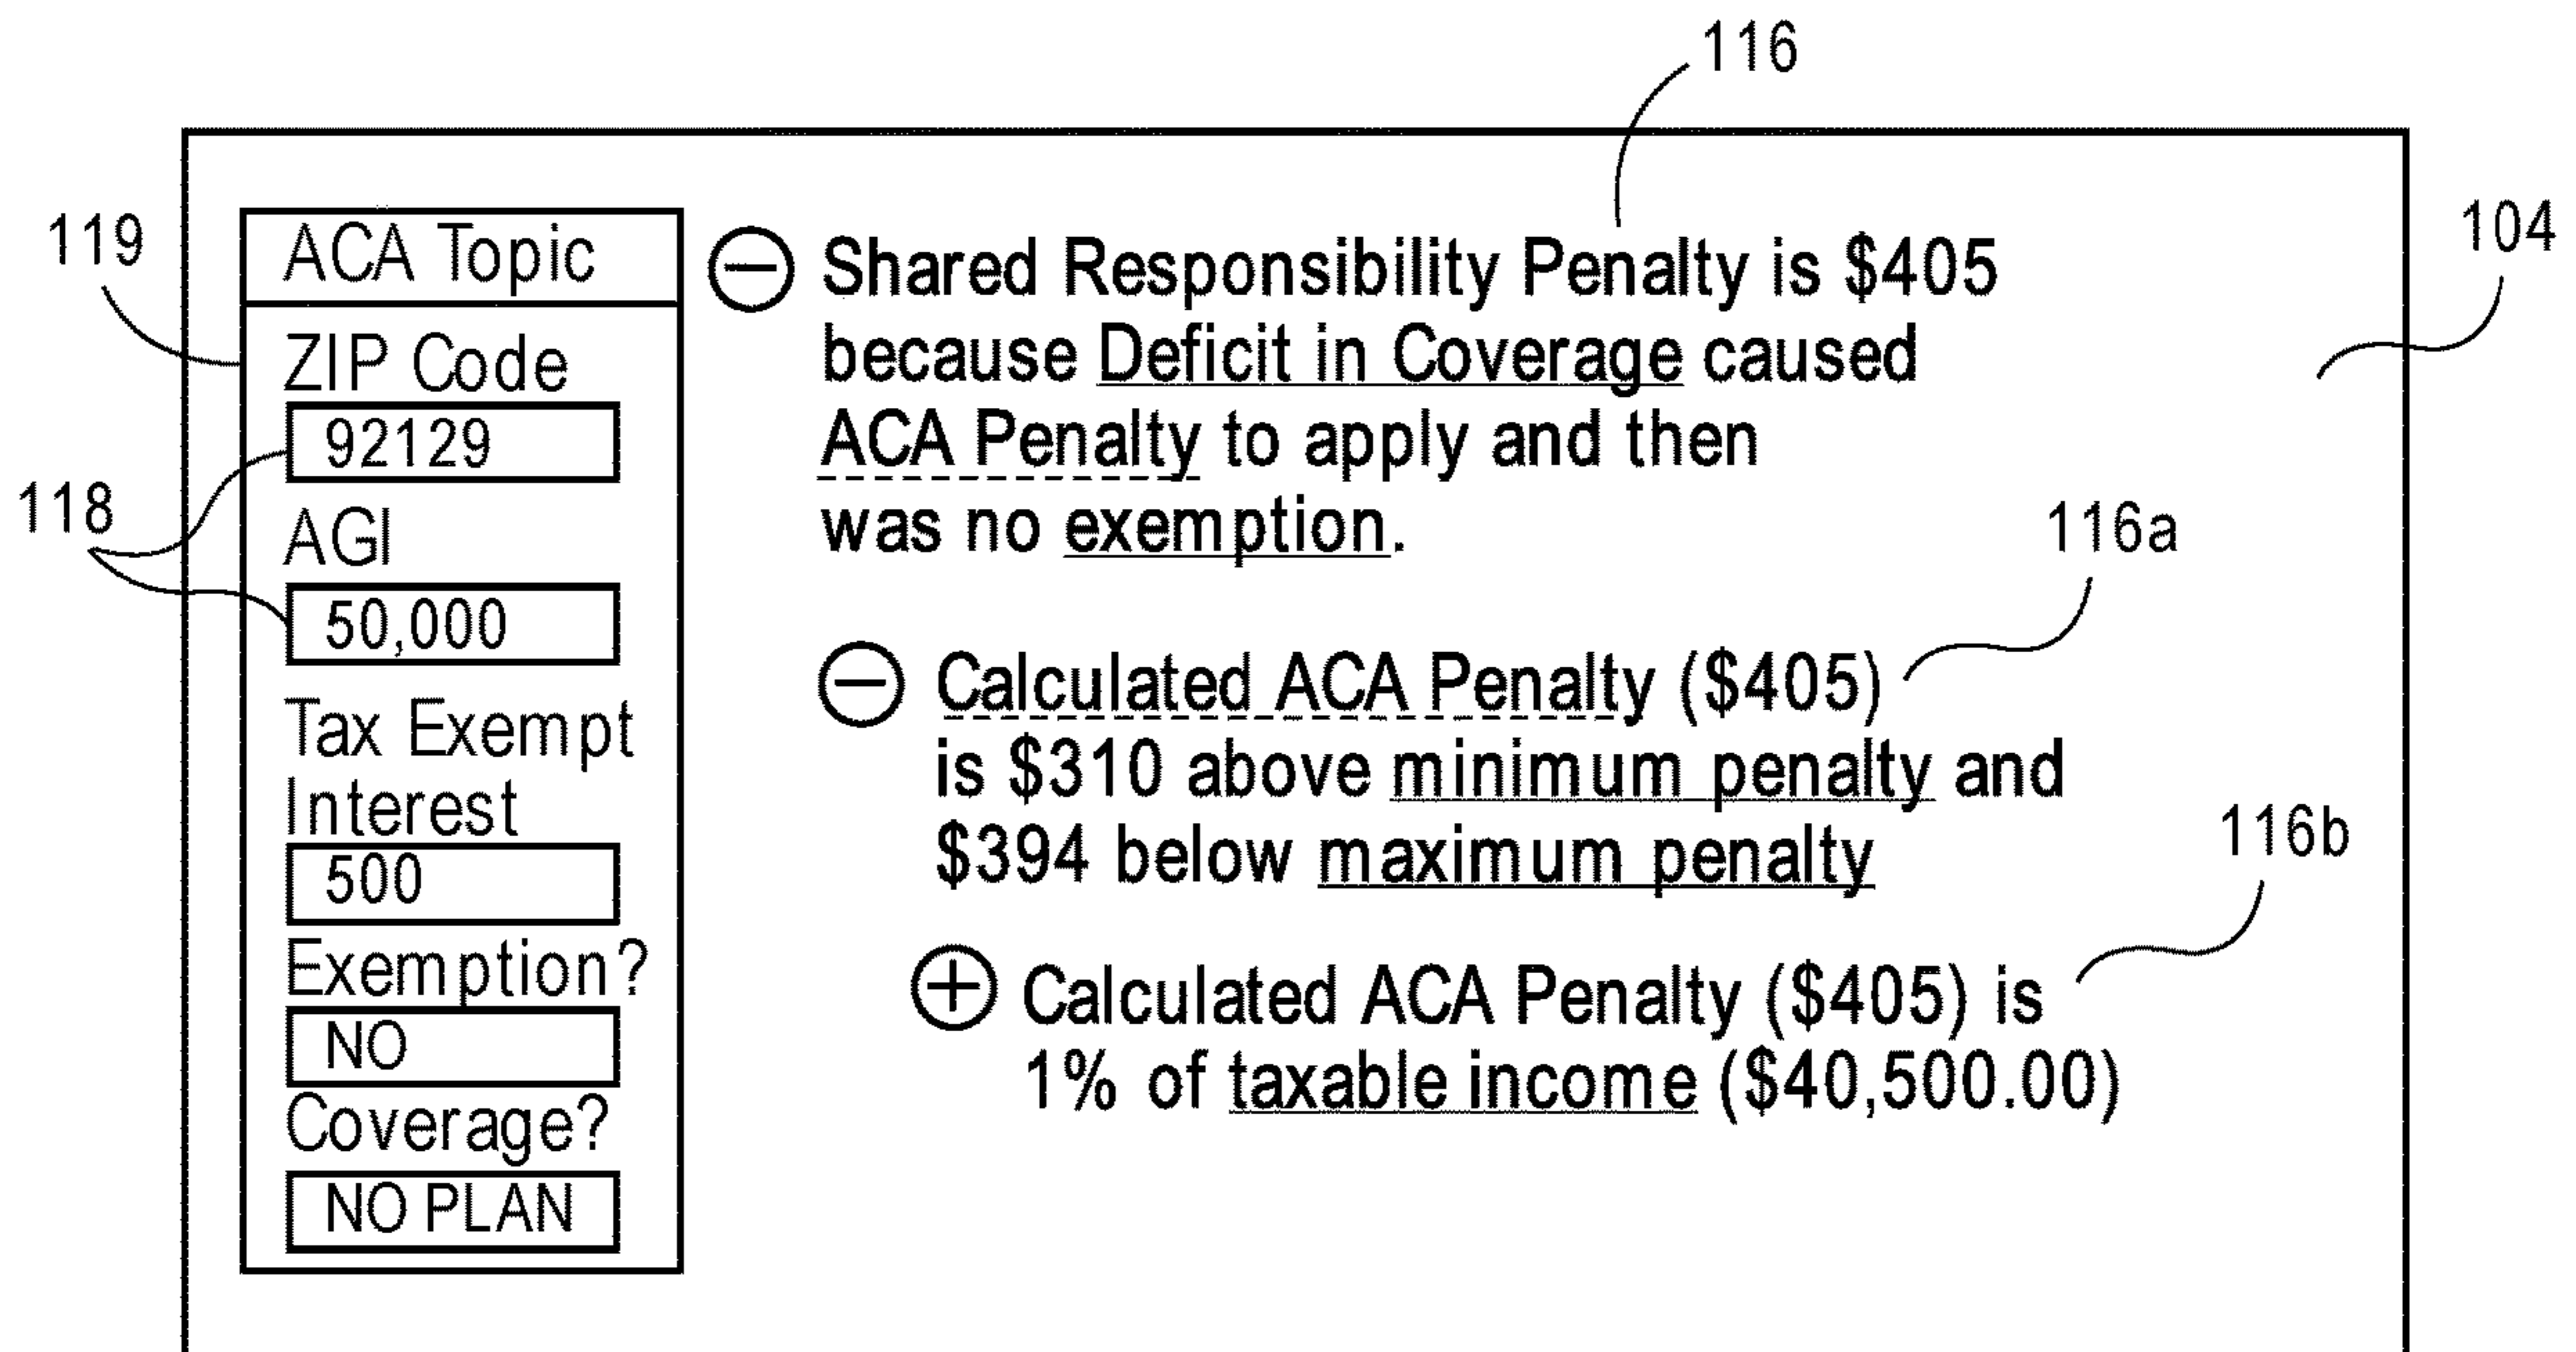 116
119
104
ACA Topic
ZIP Code
92129
118
AGI
50,000
Tax Exempt
Interest
500
Exemption?
NO
Coverage?
NO PLAN
Shared Responsibility Penalty is $405
because Deficit in Coverage caused
ACA Penalty to apply and then
was no exemption.
116a
Calculated ACA Penalty ($405)
is $310 above minimum penalty and
$394 below maximum penalty
116b
Calculated ACA Penalty ($405) is
1% of taxable income ($40,500.00)